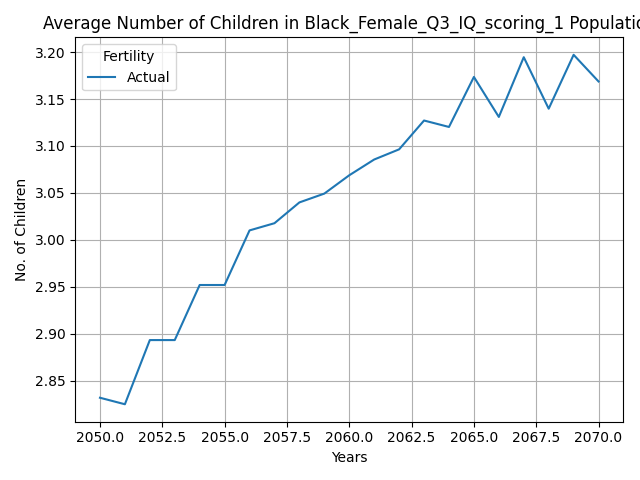 Average Number of Children in Black_Female_Q3_IQ_scoring_1 Populatio
Fertility
Actual
3.20
3.15
3.10
3.05
3.00
2.95
2.90
2.85
No. of Children
2050.0 2052.5 2055.0 2057.5 2060.0 2062.5 2065.0 2067.5 2070.0
Years